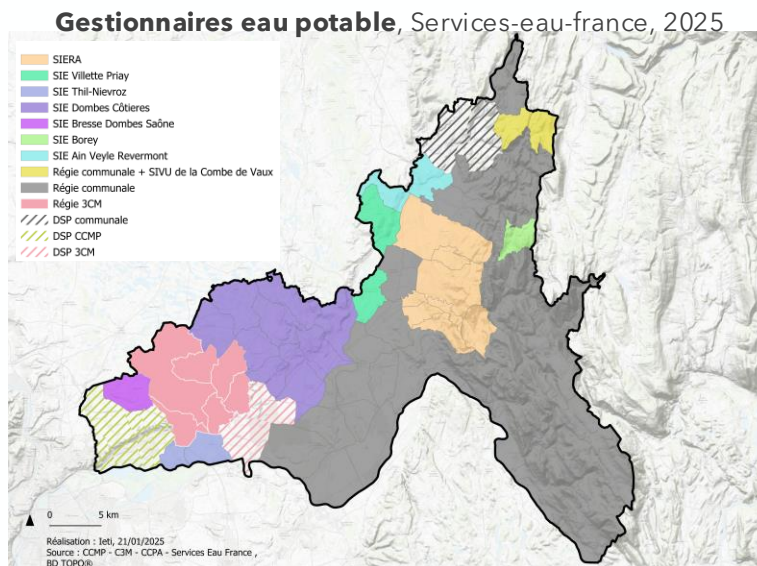 Gestionnaires eau potable, Services-eau-france, 2025
SIERA
SIE Villette Priay
SIE Thil-Nievroz
SIE Dombes Côtieres
SIE Bresse Dombes Saône
SIE Borey
SIE Ain Veyle Revermont
Régie communale + SIVU de la Combe de Vaux
Régie communale
Régie 3CM
DSP communale
DSP CCMP
DSP 3CM
0 5 km
Réalisation : Ieti, 21/01/2025
Source : CCMP - C3M - CCPA - Services Eau France ,
BD TOPO®